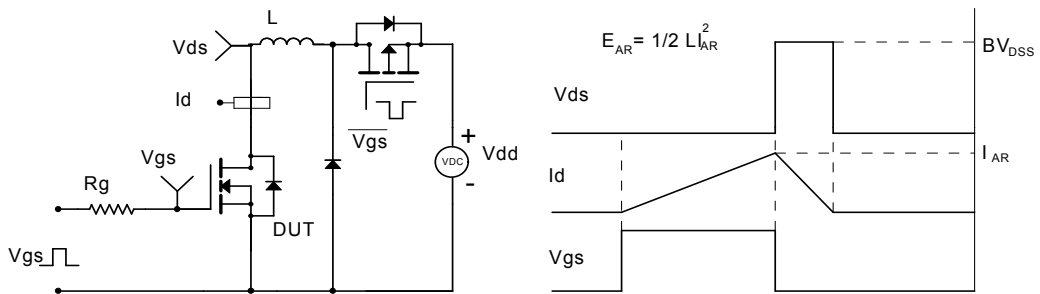 L
Vds
Id
Vgs
Vgs
+
VDC
Vdd
-
Rg
DUT
Vgs
E_AR = 1/2 LI²_AR
BV_DSS
Vds
I_AR
Id
Vgs